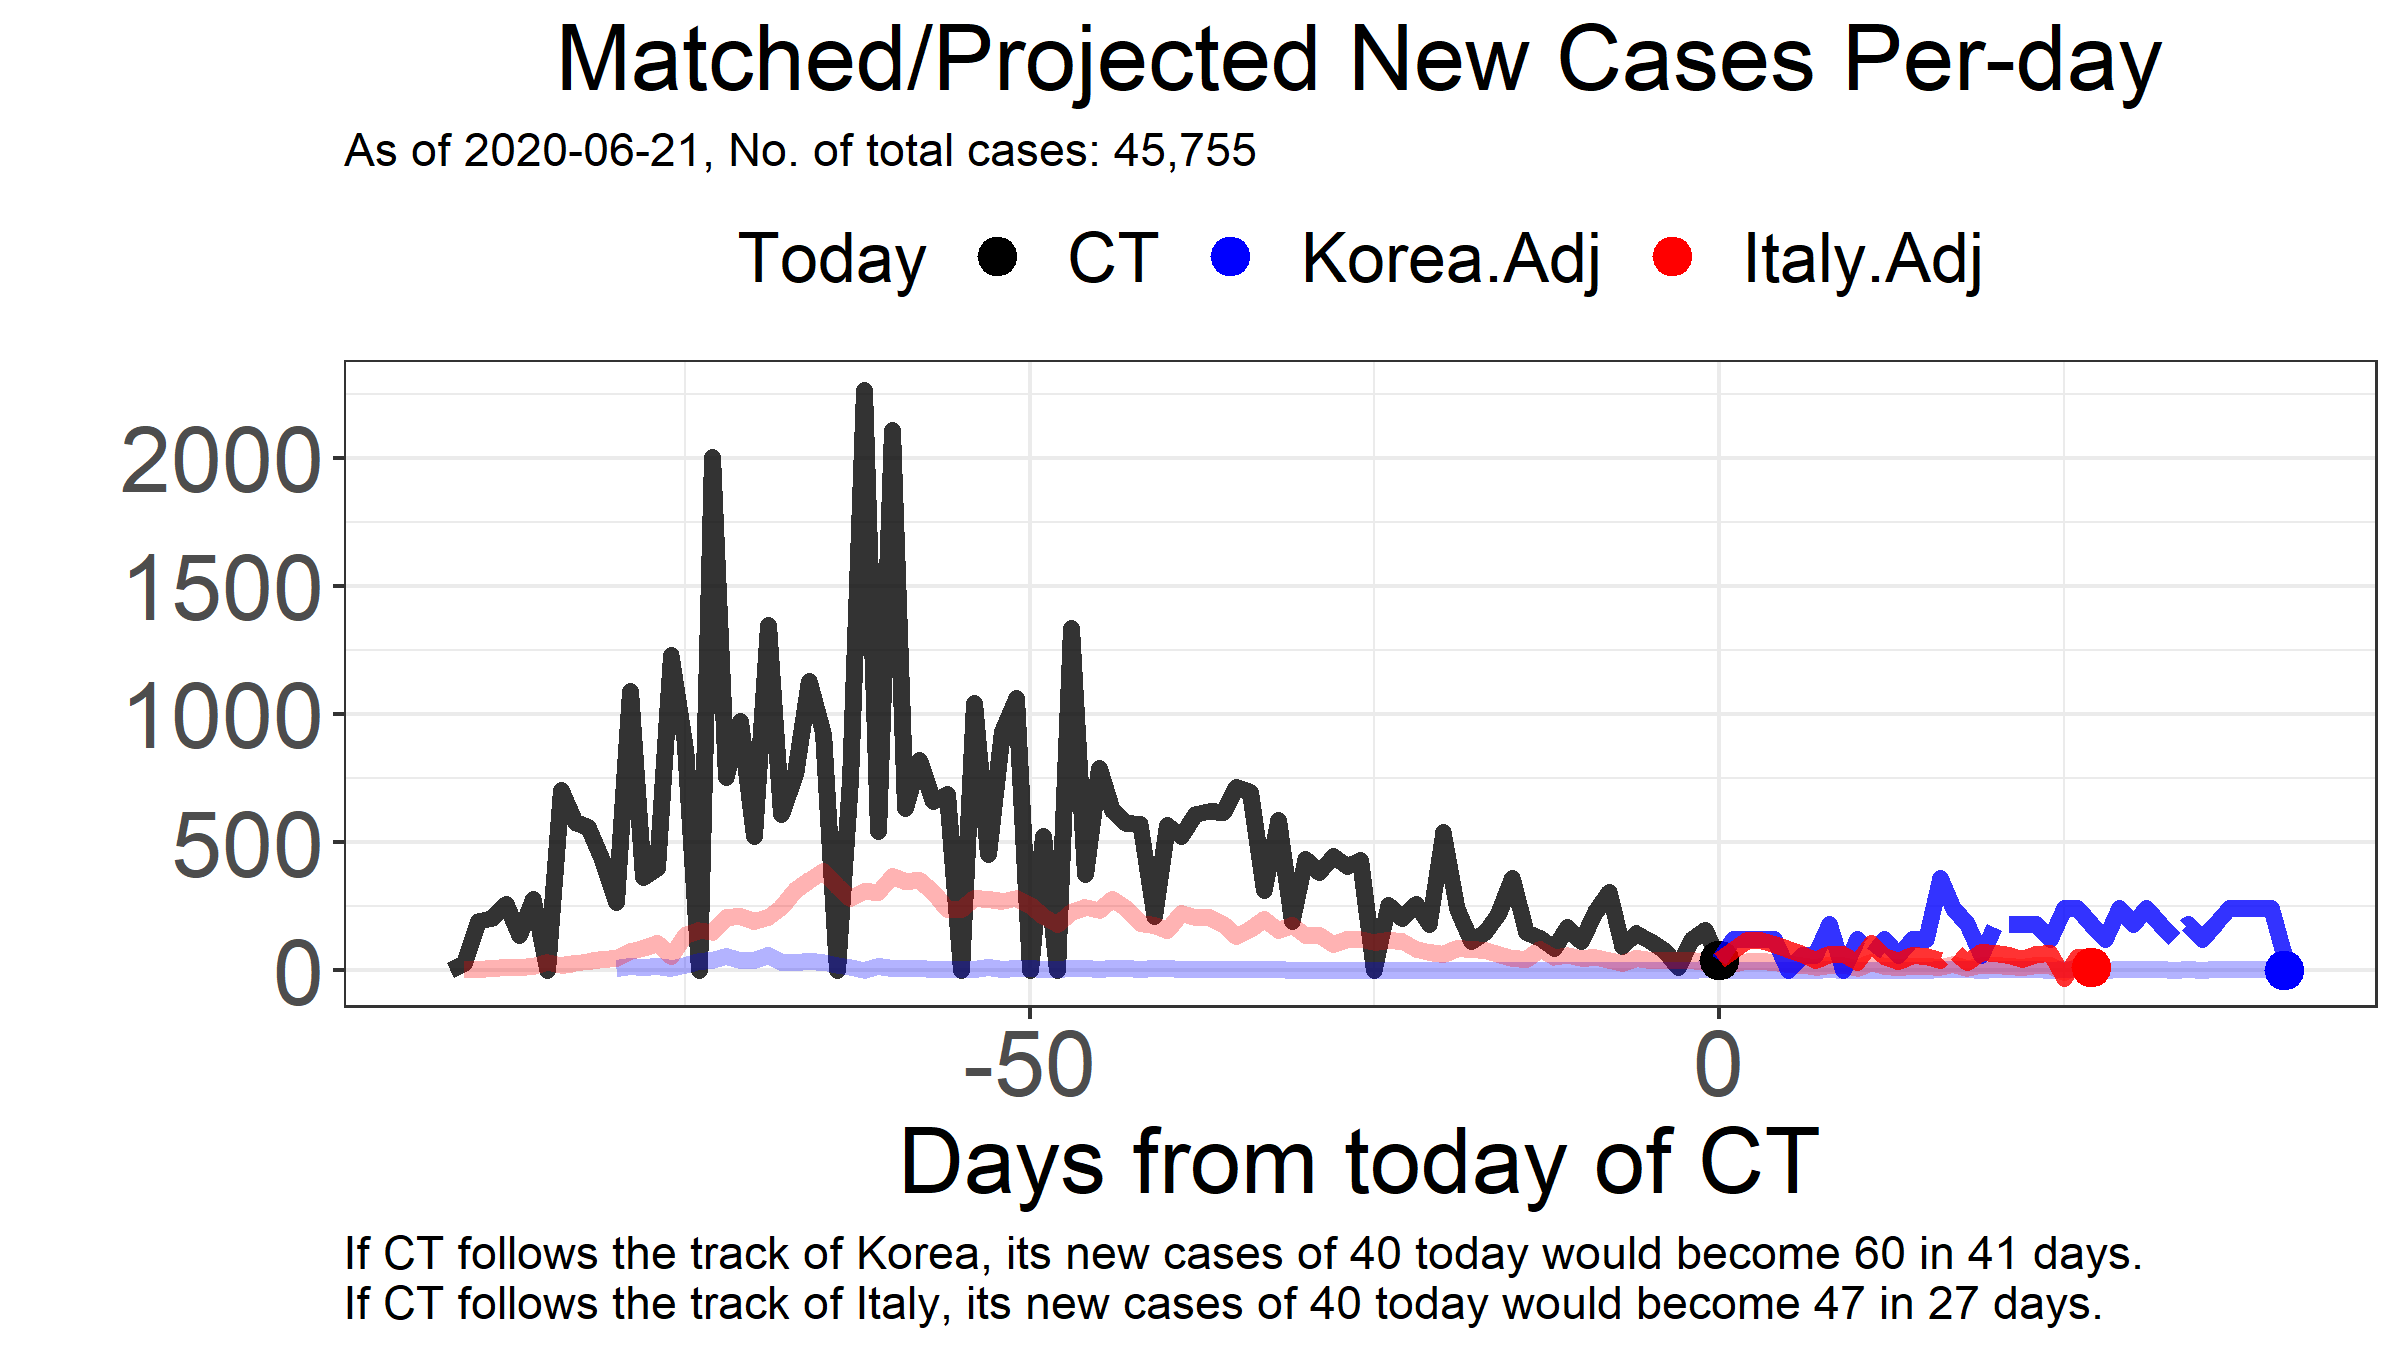 Matched/Projected New Cases Per-day
As of 2020-06-21, No. of total cases: 45,755
Today CT Korea.Adj Italy.Adj
2000
1500
1000
500
0
-50 0
Days from today of CT
If CT follows the track of Korea, its new cases of 40 today would become 60 in 41 days.
If CT follows the track of Italy, its new cases of 40 today would become 47 in 27 days.